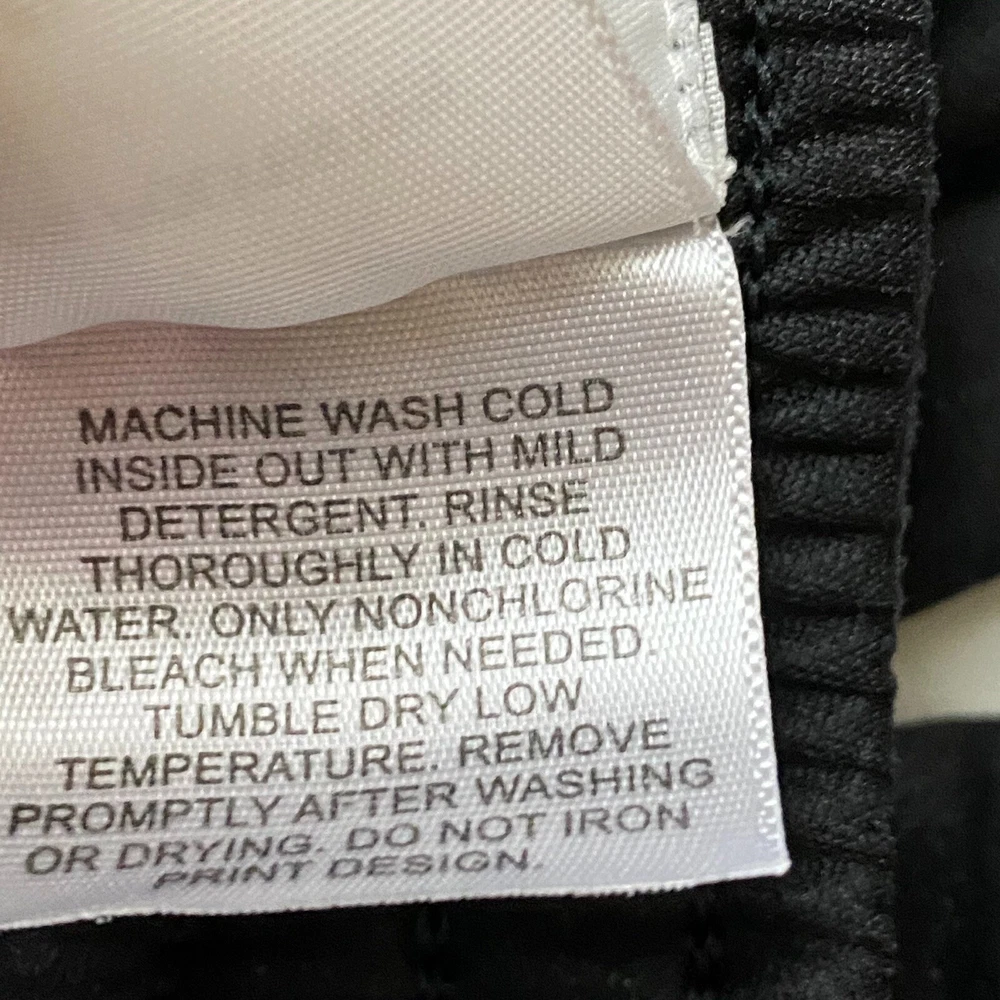 MACHINE WASH COLD
INSIDE OUT WITH MILD
DETERGENT. RINSE
THOROUGHLY IN COLD
WATER. ONLY NONCHLORINE
BLEACH WHEN NEEDED.
TUMBLE DRY LOW
TEMPERATURE. REMOVE
PROMPTLY AFTER WASHING
OR DRYING. DO NOT IRON
PRINT DESIGN.